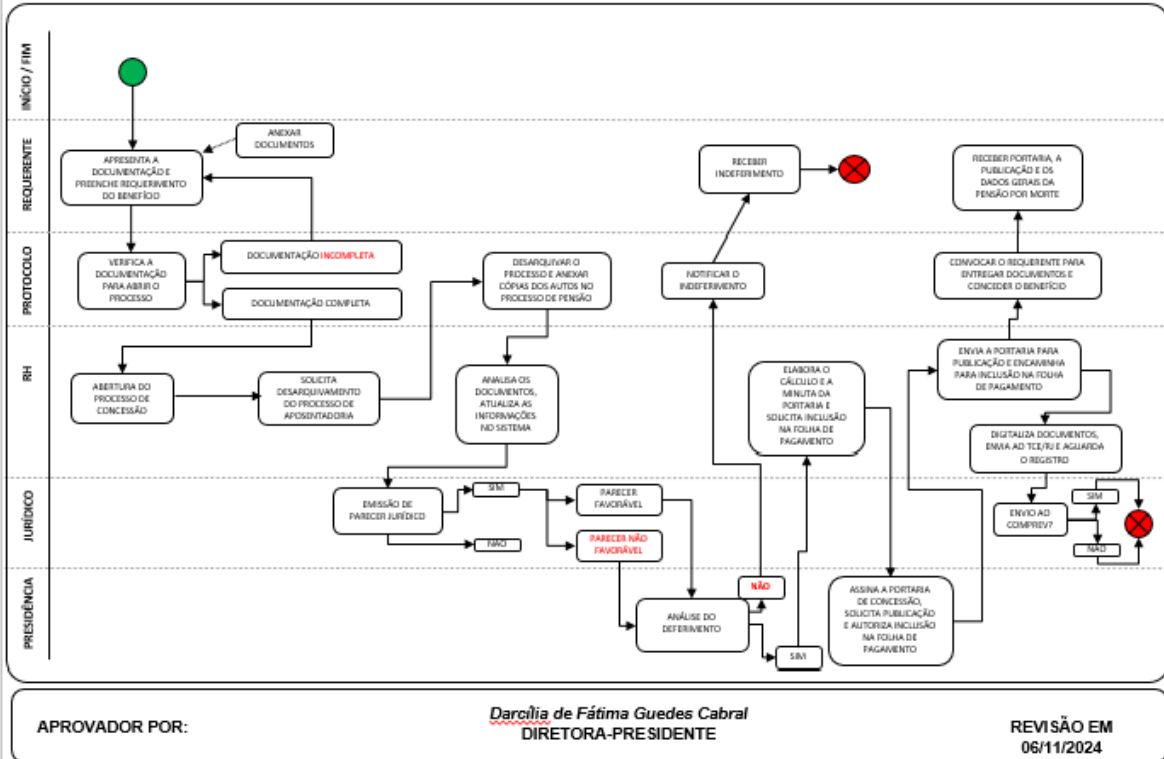 INÍCIO / FIM
REQUERENTE
ANEXAR
DOCUMENTOS
APRESENTA A
DOCUMENTAÇÃO E
PREENCHE REQUERIMENTO
DO BENEFÍCIO
RECEBER
INDEFERIMENTO
RECEBER PORTARIA, A
PUBLICAÇÃO E OS
DADOS GERAIS DA
PENSÃO POR MORTE
PROTOCOLO
VERIFICA A
DOCUMENTAÇÃO
PARA ABRIR O
PROCESSO
DOCUMENTAÇÃO INCOMPLETA
DOCUMENTAÇÃO COMPLETA
DESARQUIVAR O
PROCESSO E ANEXAR
CÓPIAS DOS AUTOS NO
PROCESSO DE PENSÃO
NOTIFICAR O
INDEFERIMENTO
CONVOCAR O REQUERENTE PARA
ENTREGAR DOCUMENTOS E
CONCEDER O BENEFÍCIO
RH
ABERTURA DO
PROCESSO DE
CONCESSÃO
SOLICITA
DESARQUIVAMENTO
DO PROCESSO DE
APOSENTADORIA
ANALISA OS
DOCUMENTOS,
ATUALIZA AS
INFORMAÇÕES
NO SISTEMA
ELABORA O
CÁLCULO E A
MINUTA DA
PORTARIA E
SOLICITA INCLUSÃO
NA FOLHA DE
PAGAMENTO
ENVIA A PORTARIA PARA
PUBLICAÇÃO E ENCAMINHA
PARA INCLUSÃO NA FOLHA
DE PAGAMENTO
DIGITALIZA DOCUMENTOS,
ENVIA AO TCE/RJ E AGUARDA
O REGISTRO
JURÍDICO
EMISSÃO DE
PARECER JURÍDICO
SIM
NÃO
PARECER
FAVORÁVEL
PARECER NÃO
FAVORÁVEL
ENVIO AO
COMPREV?
SIM
NÃO
PRESIDÊNCIA
ANÁLISE DO
DEFERIMENTO
NÃO
SIM
ASSINA A PORTARIA
DE CONCESSÃO,
SOLICITA PUBLICAÇÃO
E AUTORIZA INCLUSÃO
NA FOLHA DE
PAGAMENTO
APROVADOR POR:
Darcília de Fátima Guedes Cabral
DIRETORA-PRESIDENTE
REVISÃO EM
06/11/2024